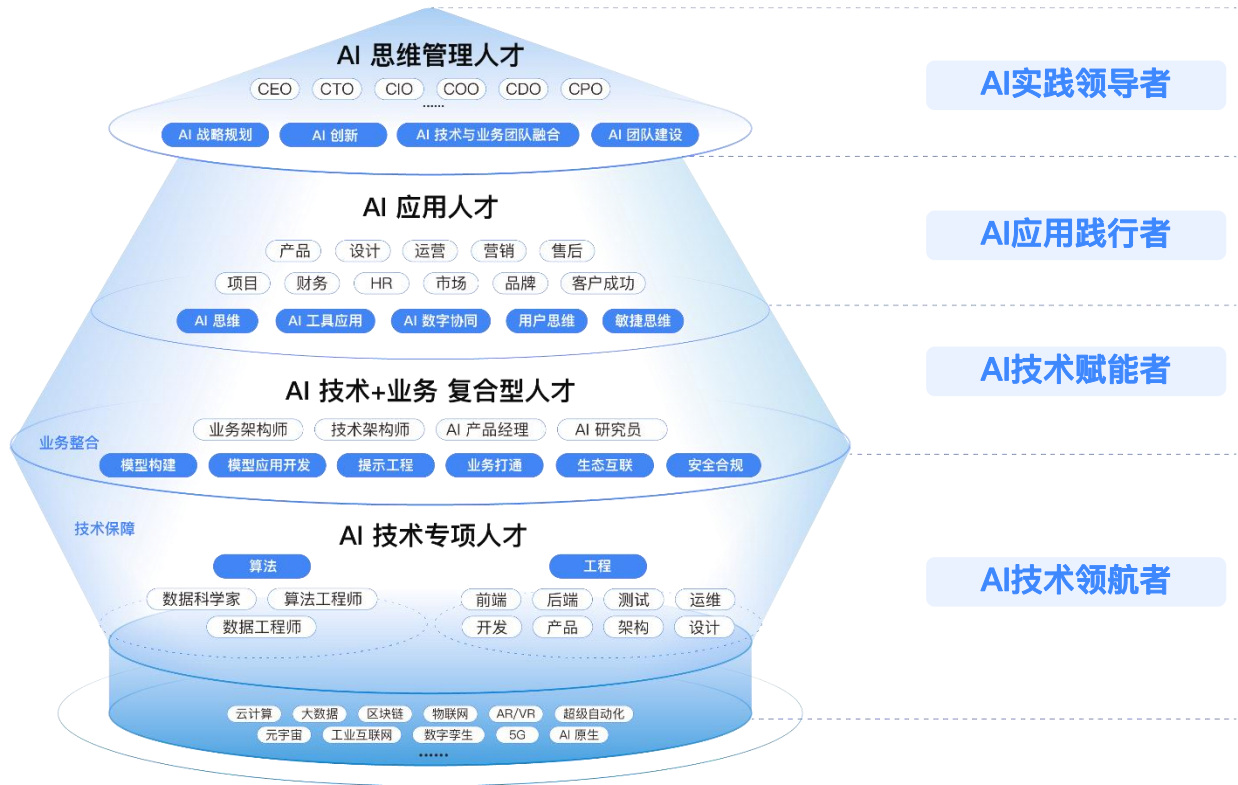 AI 思维管理人才
CEO CTO CIO COO CDO CPO
......
AI 战略规划 AI 创新 AI 技术与业务团队融合 AI 团队建设
AI实践领导者
AI 应用人才
产品 设计 运营 营销 售后
项目 财务 HR 市场 品牌 客户成功
AI 思维 AI 工具应用 AI 数字协同 用户思维 敏捷思维
AI应用践行者
AI 技术+业务 复合型人才
业务架构师 技术架构师 AI 产品经理 AI 研究员
业务整合
模型构建 模型应用开发 提示工程 业务打通 生态互联 安全合规
AI技术赋能者
技术保障
AI 技术专项人才
算法 工程
数据科学家 算法工程师 前端 后端 测试 运维
数据工程师 开发 产品 架构 设计
AI技术领航者
云计算 大数据 区块链 物联网 AR/VR 超级自动化
元宇宙 工业互联网 数字孪生 5G AI 原生
......